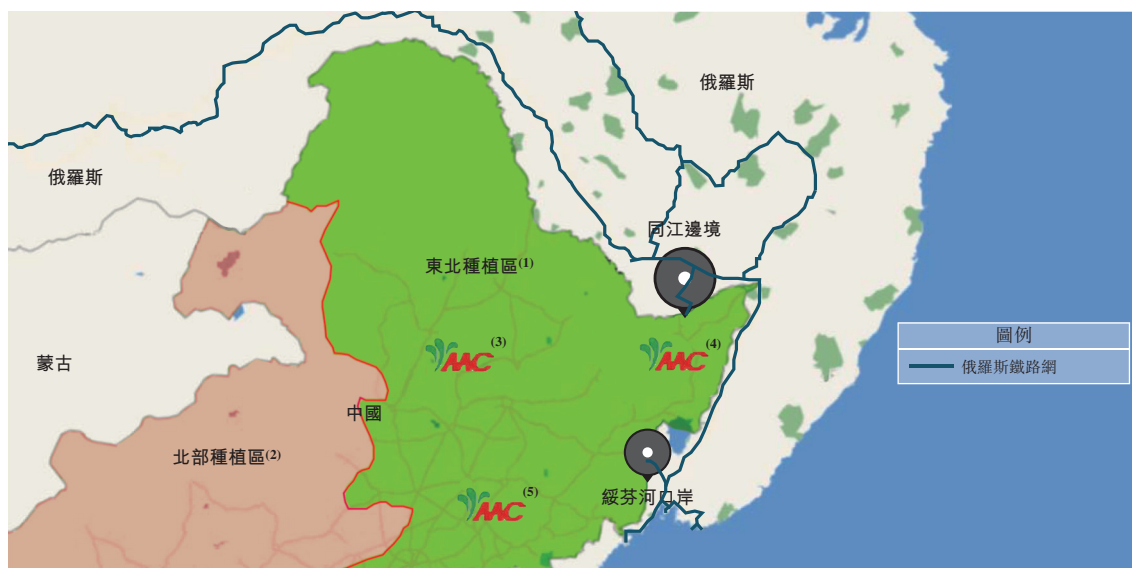 俄羅斯
俄羅斯
同江邊境
東北種植區(1)
AAC(3)
AAC(4)
圖例
俄羅斯鐵路網
蒙古
中國
北部種植區(2)
綏芬河口岸
AAC(5)